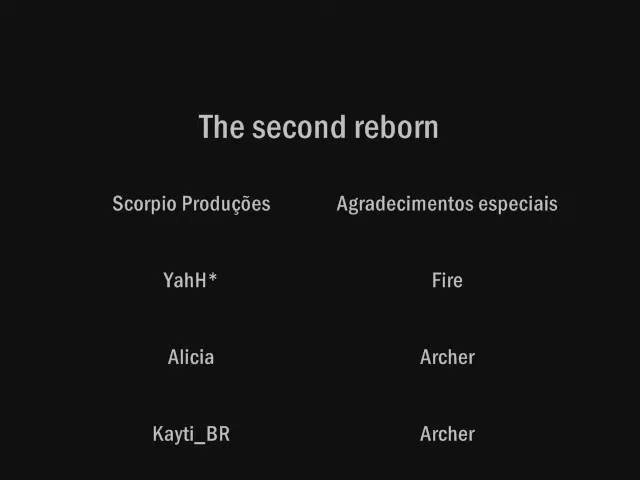 The second reborn
Scorpio Produções Agradecimentos especiais
YahH* Fire
Alicia Archer
Kayti_BR Archer